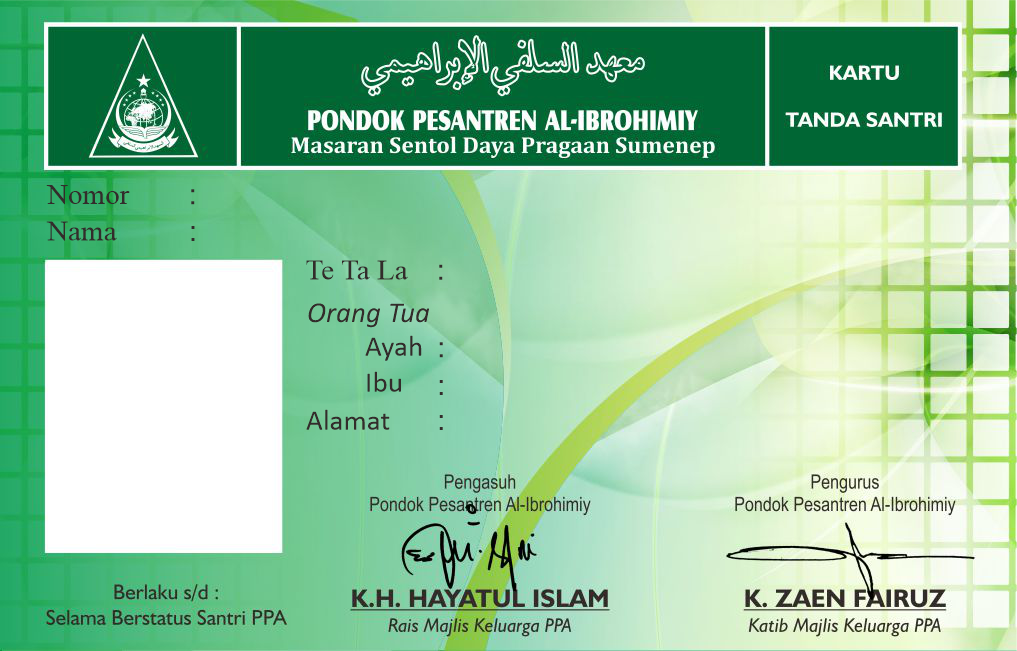 معهد السلفي الإبراهيمي
PONDOK PESANTREN AL-IBROHIMIY
Masaran Sentol Daya Pragaan Sumenep
KARTU
TANDA SANTRI
Nomor :
Nama :
Te Ta La :
Orang Tua
Ayah :
Ibu :
Alamat :
Pengasuh
Pondok Pesantren Al-Ibrohimiy
K.H. HAYATUL ISLAM
Rais Majlis Keluarga PPA
Pengurus
Pondok Pesantren Al-Ibrohimiy
K. ZAEN FAIRUZ
Katib Majlis Keluarga PPA
Berlaku s/d :
Selama Berstatus Santri PPA